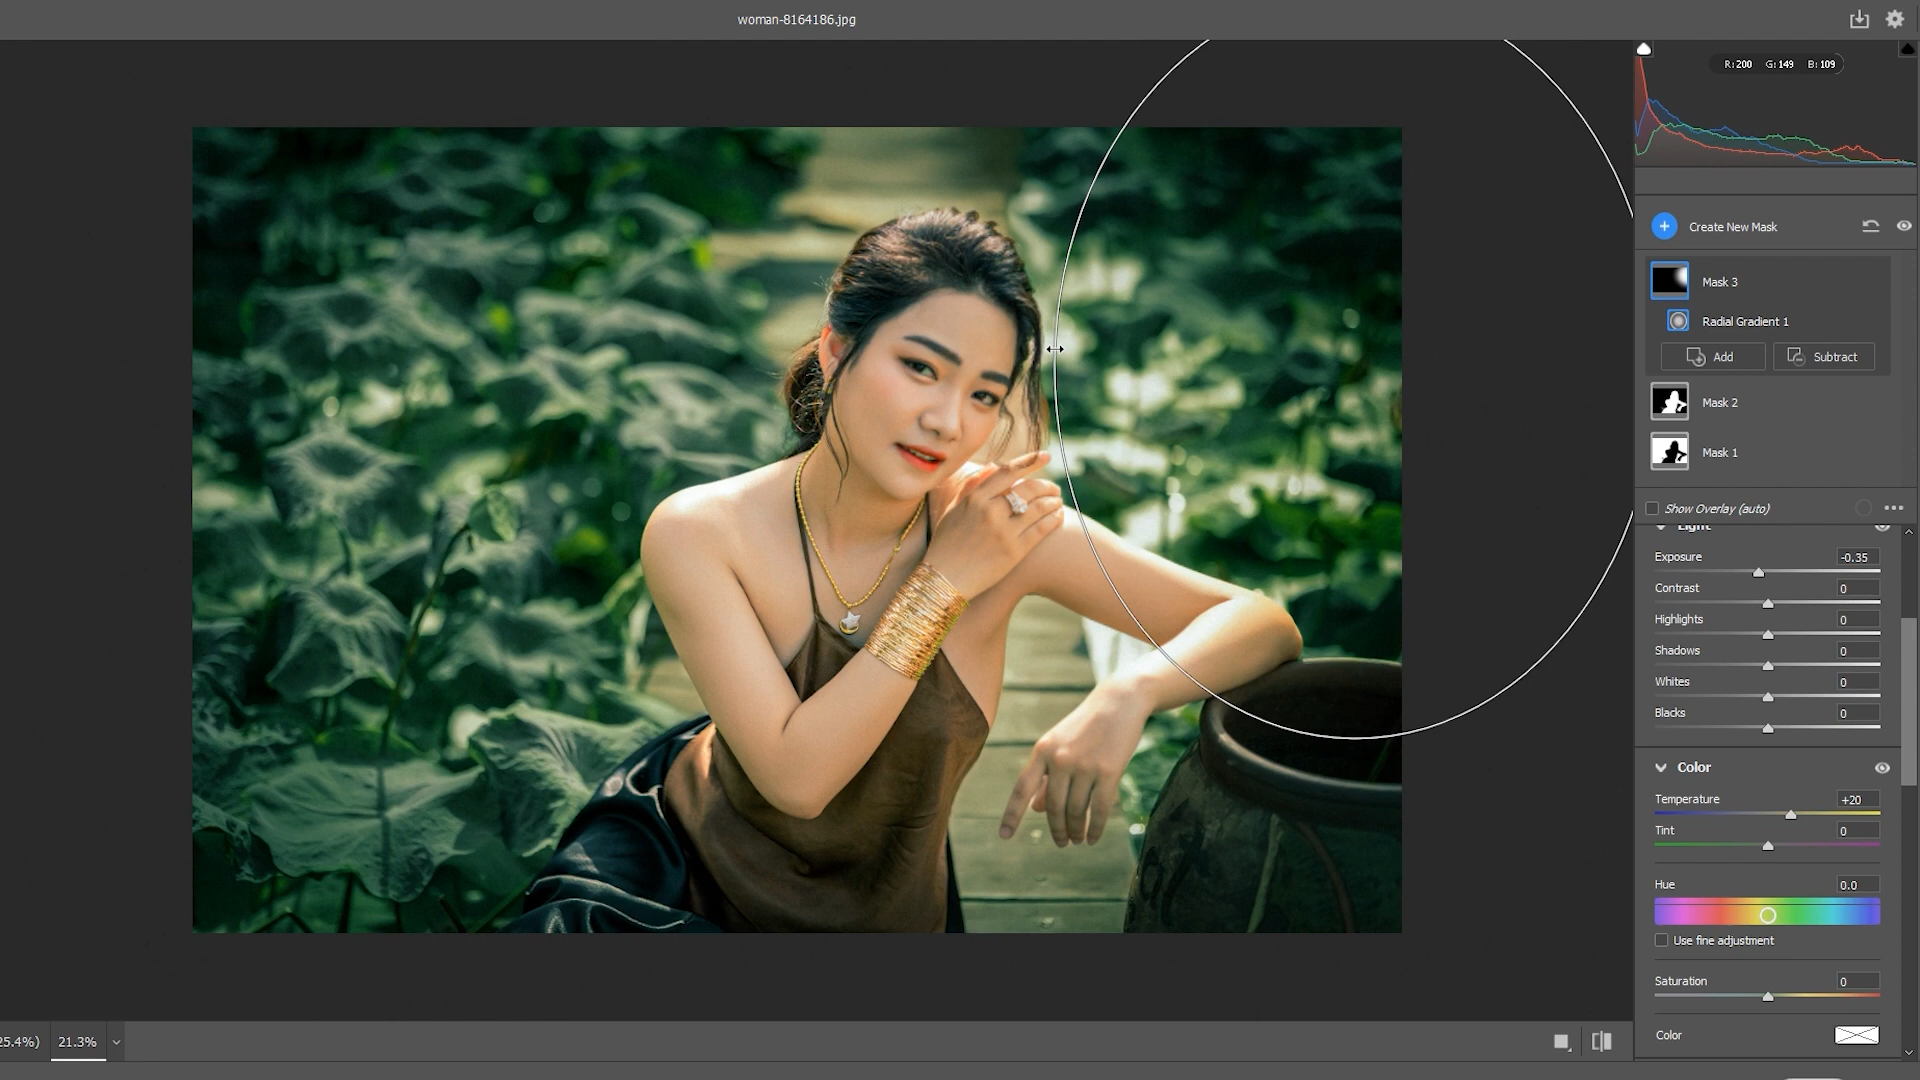 woman-8164186.jpg
R: 200 G: 149 B: 109
Create New Mask
Mask 3
Radial Gradient 1
Add Subtract
Mask 2
Mask 1
Show Overlay (auto)
Light
Exposure -0.35
Contrast 0
Highlights 0
Shadows 0
Whites 0
Blacks 0
Color
Temperature +20
Tint 0
Hue 0.0
Use fine adjustment
Saturation 0
Color
25.4%) 21.3%